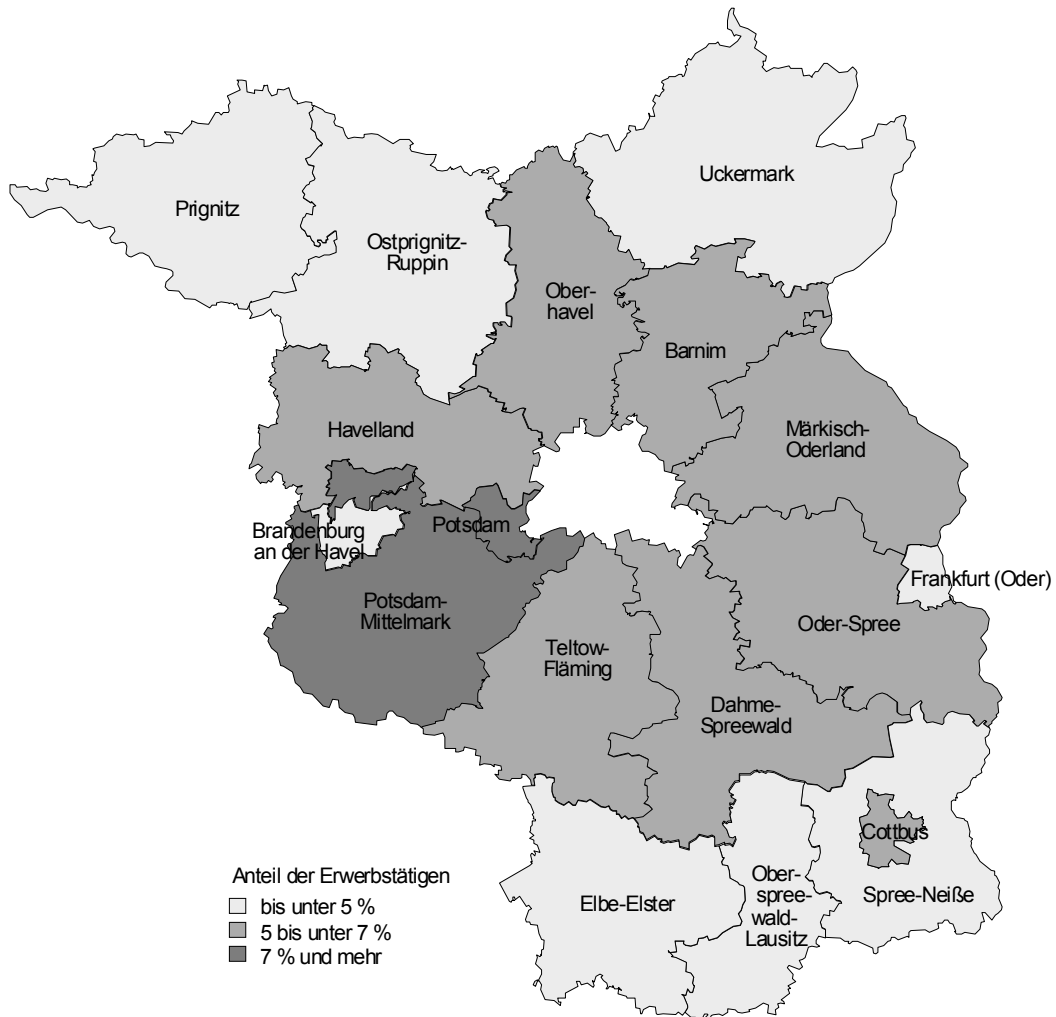 Uckermark
Prignitz
Ostprignitz-
Ruppin
Ober-
havel
Barnim
Havelland
Märkisch-
Oderland
Brandenburg
an der Havel
Potsdam
Frankfurt (Oder)
Potsdam-
Mittelmark
Oder-Spree
Teltow-
Fläming
Dahme-
Spreewald
Cottbus
Spree-Neiße
Elbe-Elster
Ober-
spree-
wald-
Lausitz
Anteil der Erwerbstätigen
bis unter 5 %
5 bis unter 7 %
7 % und mehr